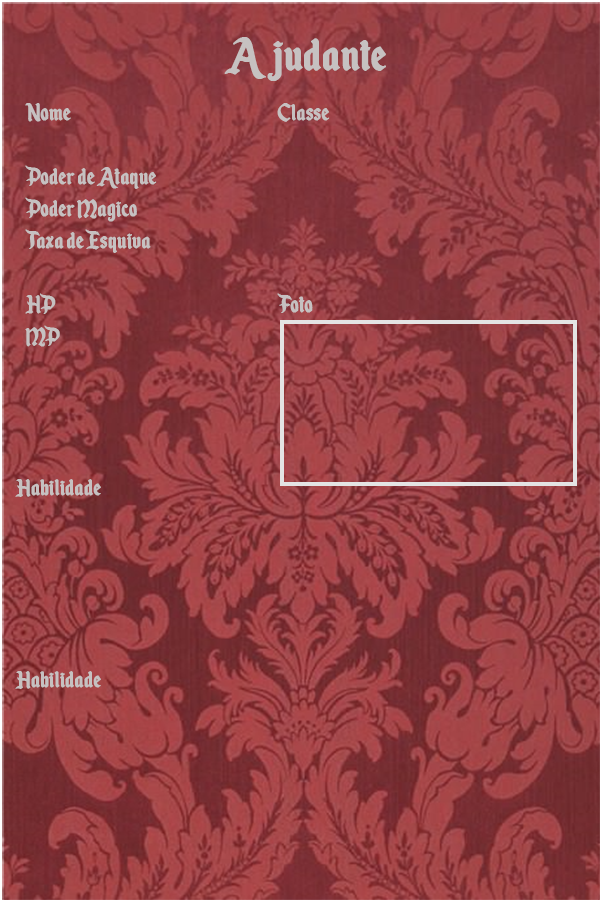 Ajudante
Nome
Classe
Poder de Ataque
Poder Magico
Taxa de Esquiva
HP
Foto
MP
Habilidade
Habilidade